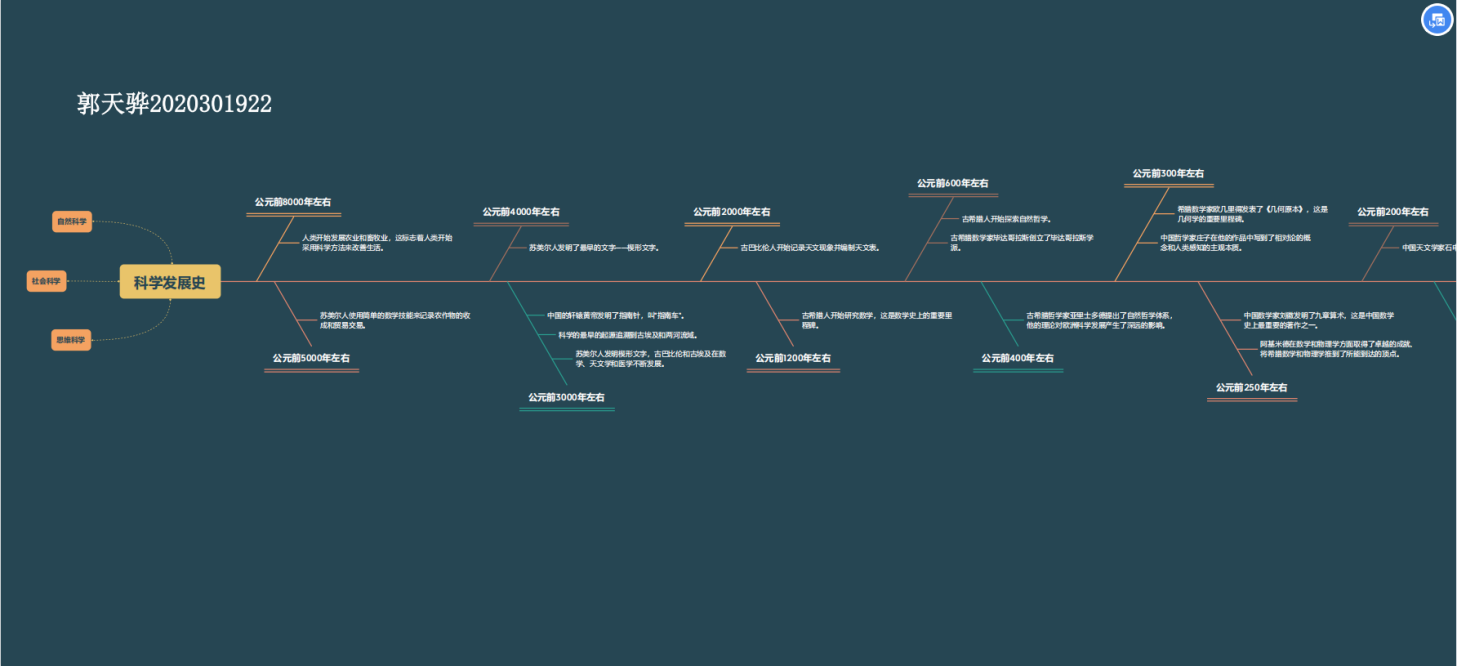 郭天骅2020301922
自然科学
社会科学
思维科学
科学发展史
公元前8000年左右
人类开始发展农业和畜牧业，这标志着人类开始
采用科学方法来改善生活。
公元前5000年左右
苏美尔人使用简单的数学技能来记录农作物的收
成和贸易交易。
公元前4000年左右
苏美尔人发明了最早的文字——楔形文字。
公元前3000年左右
中国的轩辕黄帝发明了指南针，叫“指南车”。
科学的最早的起源追溯到古埃及和两河流域。
苏美尔人发明楔形文字，古巴比伦和古埃及在数
学、天文学和医学不断发展。
公元前2000年左右
古巴比伦人开始记录天文现象并编制天文表。
公元前1200年左右
古希腊人开始研究数学，这是数学史上的重要里
程碑。
公元前600年左右
古希腊人开始探索自然哲学。
古希腊数学家毕达哥拉斯创立了毕达哥拉斯学
派。
公元前400年左右
古希腊哲学家亚里士多德提出了自然哲学体系，
他的理论对欧洲科学发展产生了深远的影响。
公元前300年左右
希腊数学家欧几里得发表了《几何原本》，这是
几何学的重要里程碑。
中国哲学家庄子在他的作品中写到了相对论的概
念和人类感知的主观本质。
公元前250年左右
中国数学家刘徽发明了九章算术，这是中国数学
史上最重要的著作之一。
阿基米德在数学和物理学方面取得了卓越的成就，
将希腊数学和物理学推到了所能到达的顶点。
公元前200年左右
中国天文学家石申